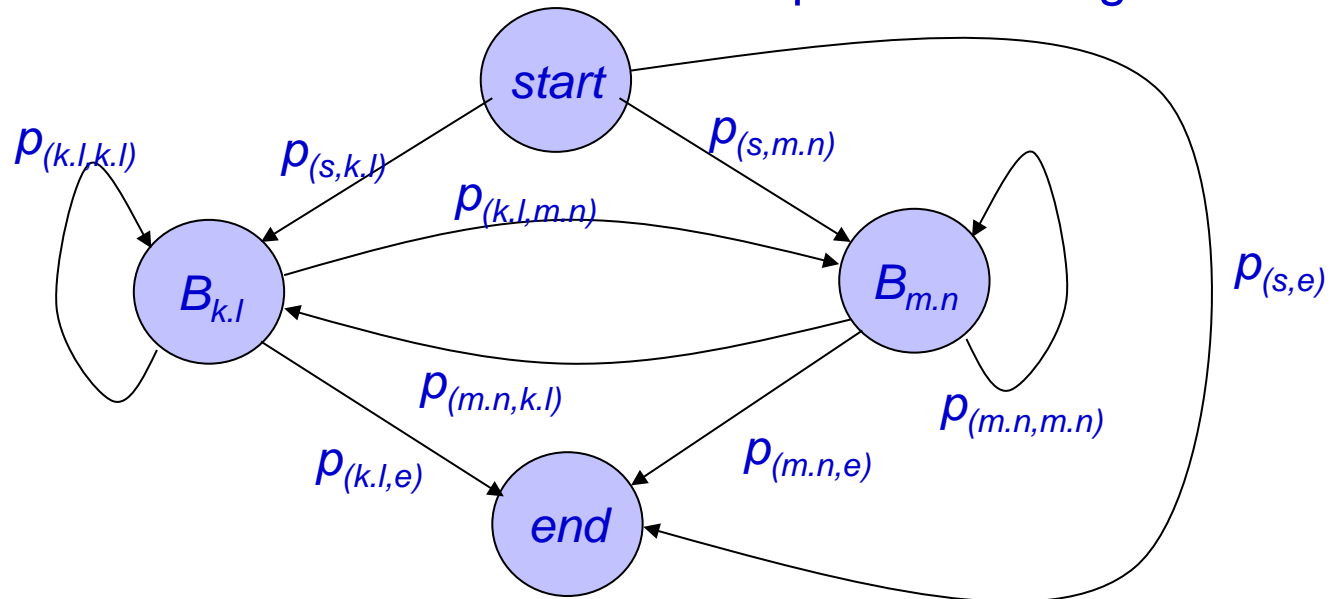 start
p(k.l,k.l)
p(s,k.l)
p(s,m.n)
p(k.l,m.n)
p(s,e)
Bk.l
Bm.n
p(m.n,k.l)
p(m.n,m.n)
p(k.l,e)
p(m.n,e)
end